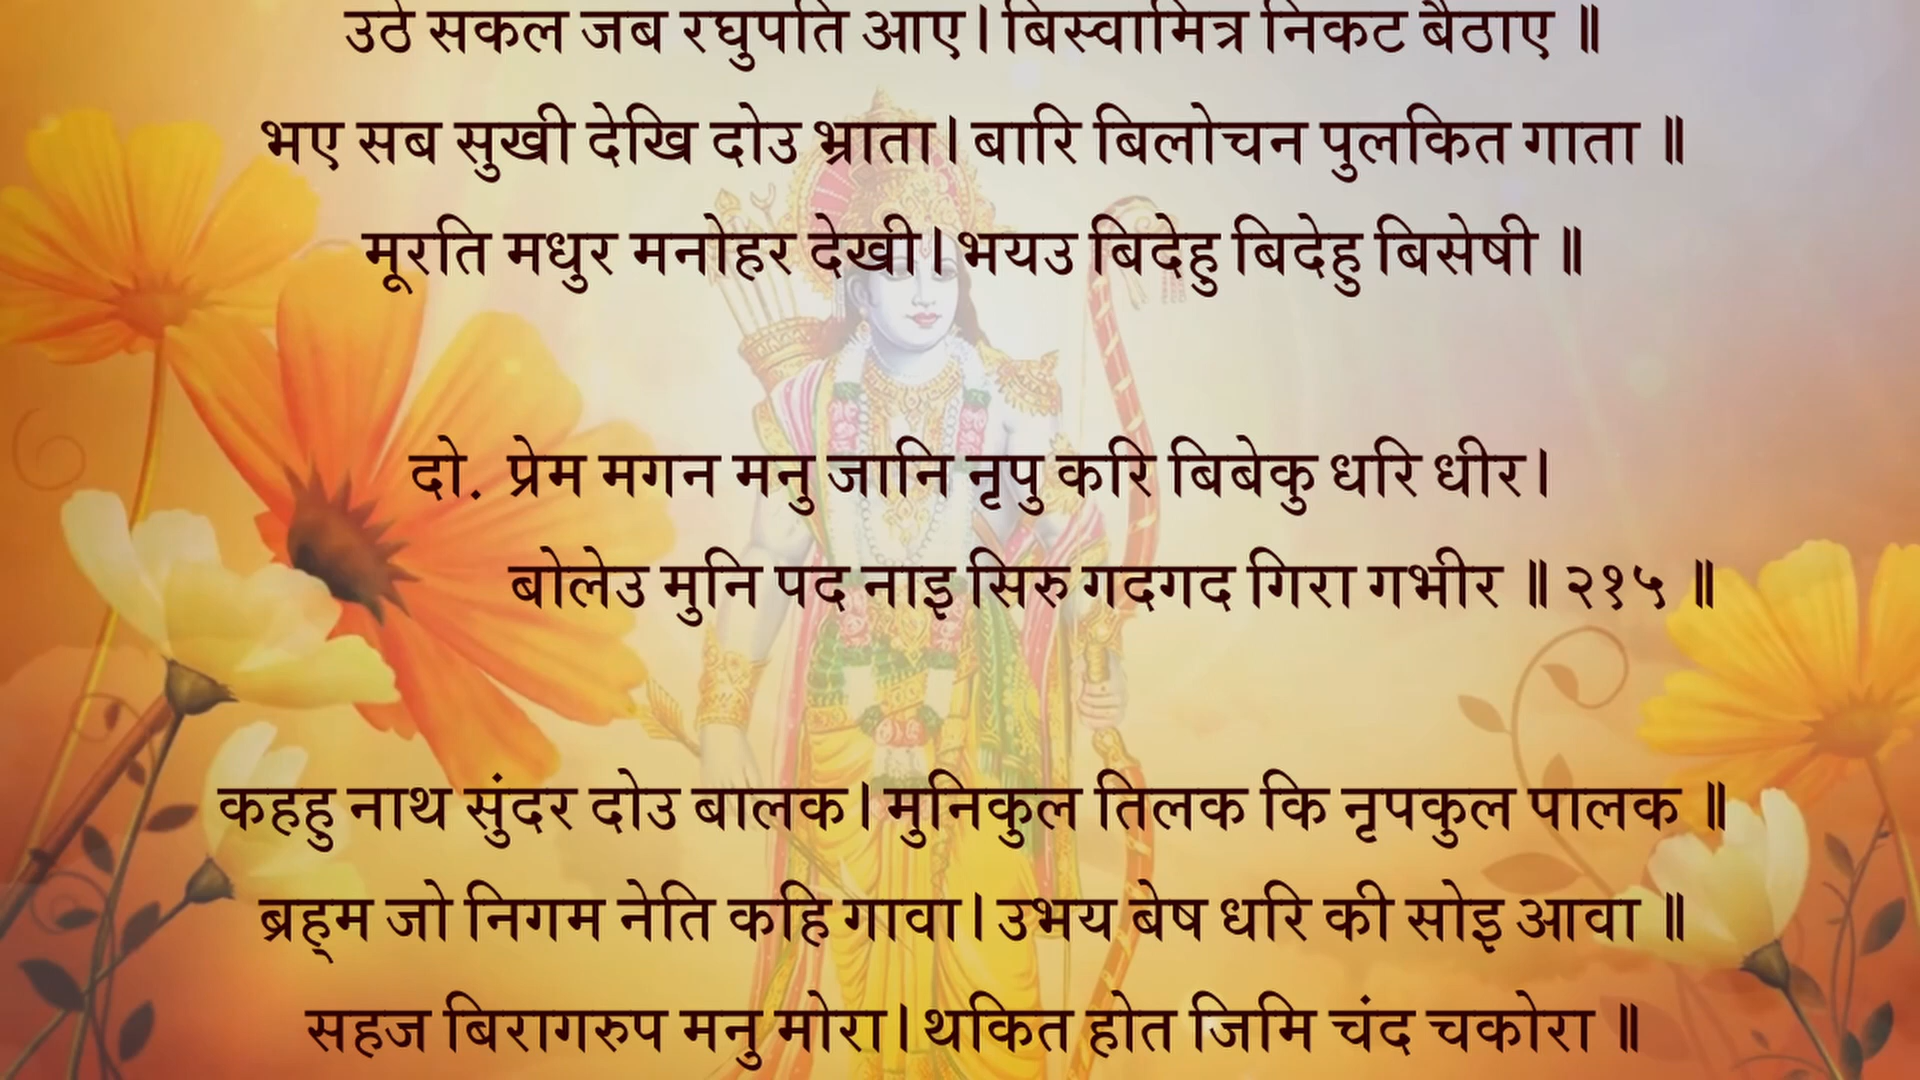 उठे सकल जब रघुपति आए। बिस्वामित्र निकट बैठाए ॥
भए सब सुखी देखि दोउ भ्राता। बारि बिलोचन पुलकित गाता ॥
मूरति मधुर मनोहर देखी। भयउ बिदेहु बिदेहु बिसेषी ॥
दो. प्रेम मगन मनु जानि नृपु करि बिबेकु धरि धीर।
बोलेउ मुनि पद नाइ सिरु गदगद गिरा गभीर ॥ २१५ ॥
कहहु नाथ सुंदर दोउ बालक। मुनिकुल तिलक कि नृपकुल पालक ॥
ब्रह्म जो निगम नेति कहि गावा। उभय बेष धरि की सोइ आवा ॥
सहज बिरागरुप मनु मोरा। थकित होत जिमि चंद चकोरा ॥